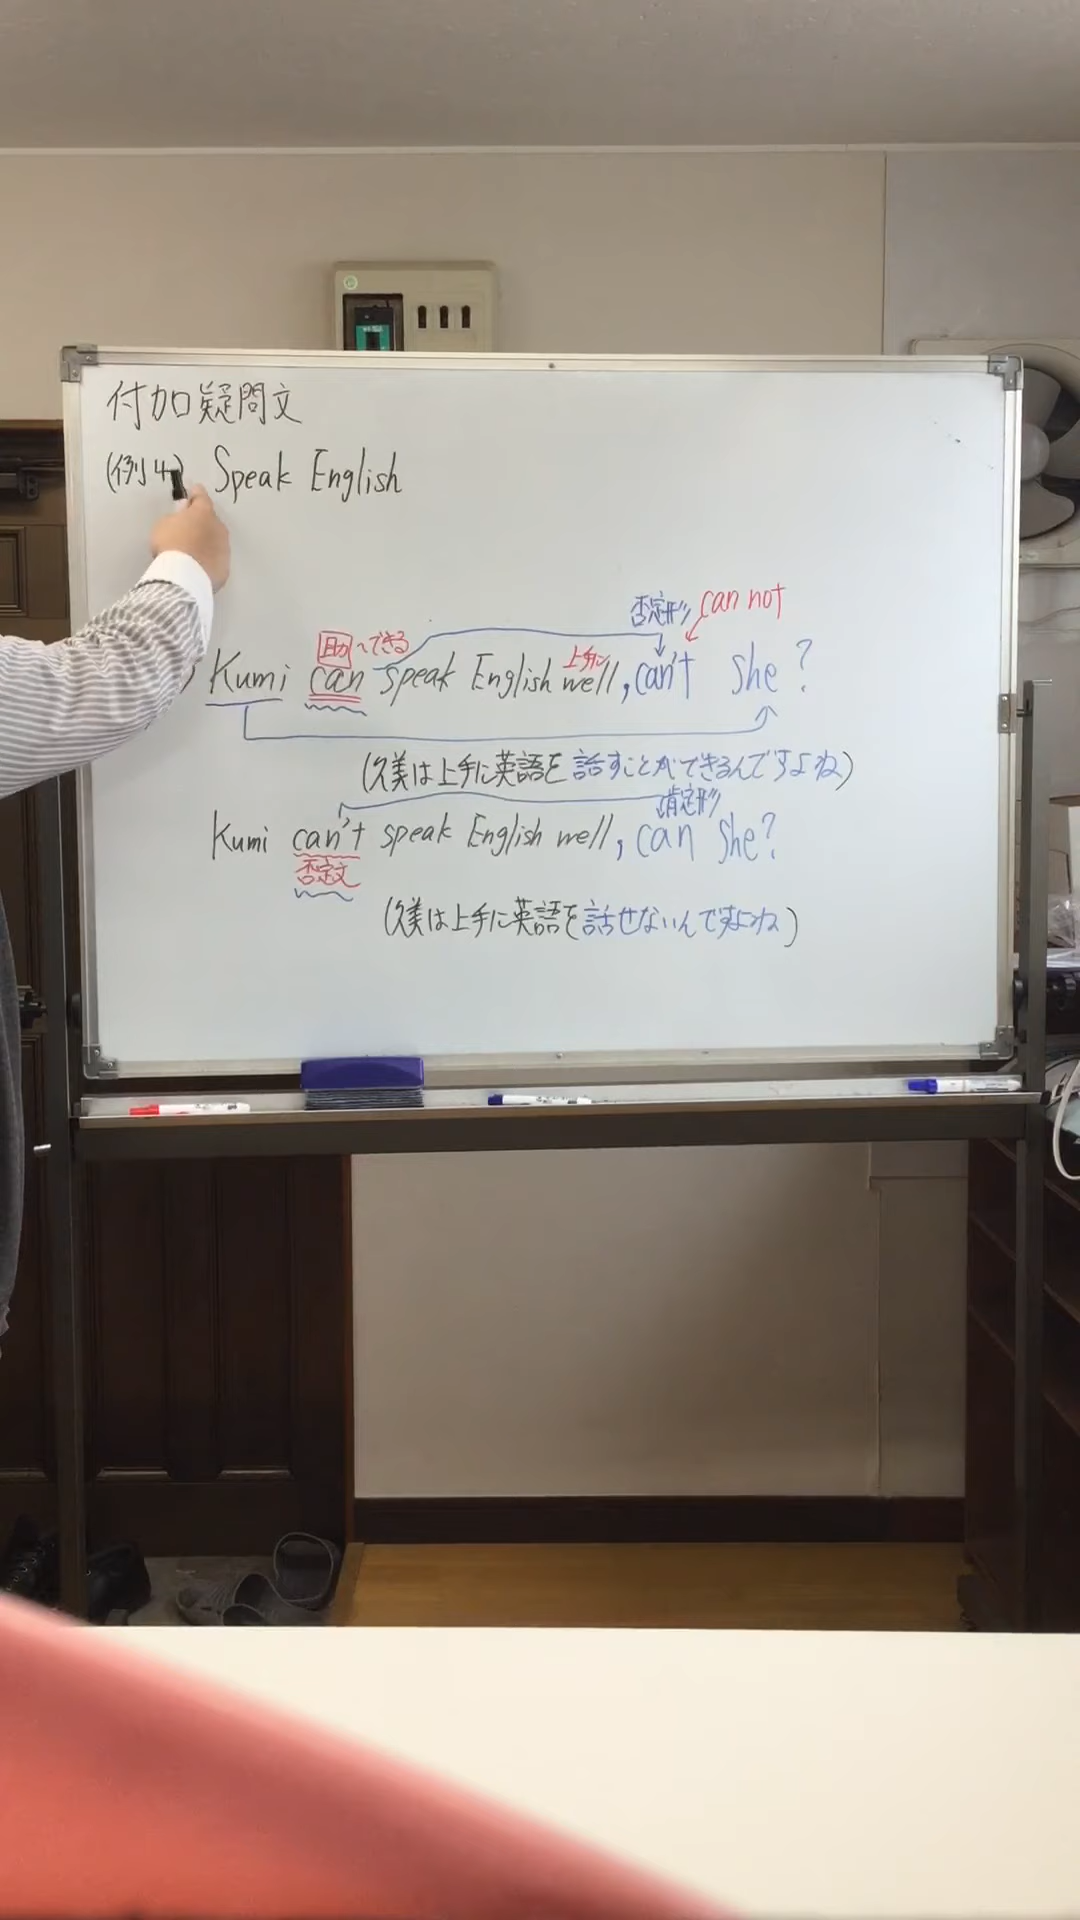 付加疑問文
(例4) Speak English
否定形 can not
助 できる
上手に
Kumi can speak English well, can't she?
(久美は上手に英語を話すことができるんですよね)
肯定形
Kumi can't speak English well, can she?
否定文
(久美は上手に英語を話せないんですよね)